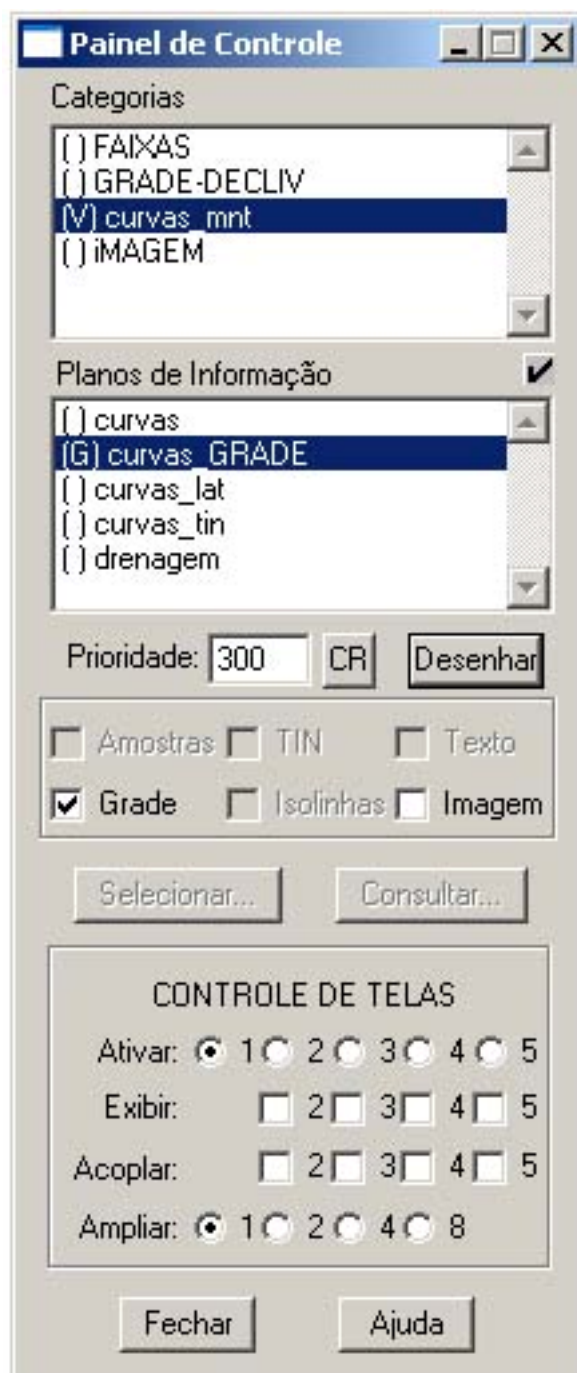 Painel de Controle
Categorias
( ) FAIXAS
( ) GRADE-DECLIV
(V) curvas_mnt
( ) iMAGEM
Planos de Informação
( ) curvas
(G) curvas_GRADE
( ) curvas_lat
( ) curvas_tin
( ) drenagem
Prioridade: 300 CR Desenhar
Amostras TIN Texto
Grade Isolinhas Imagem
Selecionar... Consultar...
CONTROLE DE TELAS
Ativar: 1 2 3 4 5
Exibir: 2 3 4 5
Acoplar: 2 3 4 5
Ampliar: 1 2 4 8
Fechar Ajuda